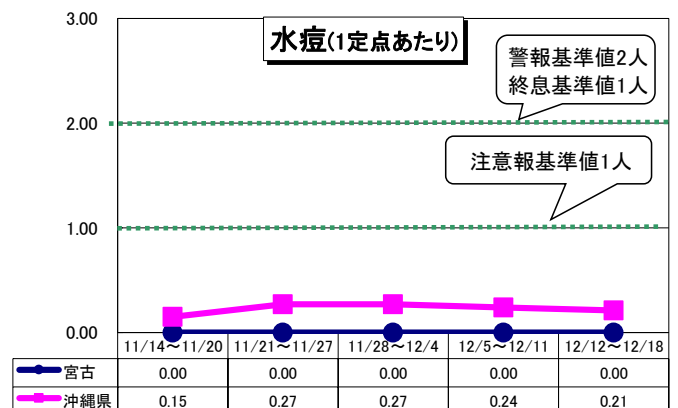 水痘(1定点あたり)
3.00
警報基準値2人
終息基準値1人
2.00
注意報基準値1人
1.00
0.00
11/14～11/20 11/21～11/27 11/28～12/4 12/5～12/11 12/12～12/18
宮古 0.00 0.00 0.00 0.00 0.00
沖縄県 0.15 0.27 0.27 0.24 0.21